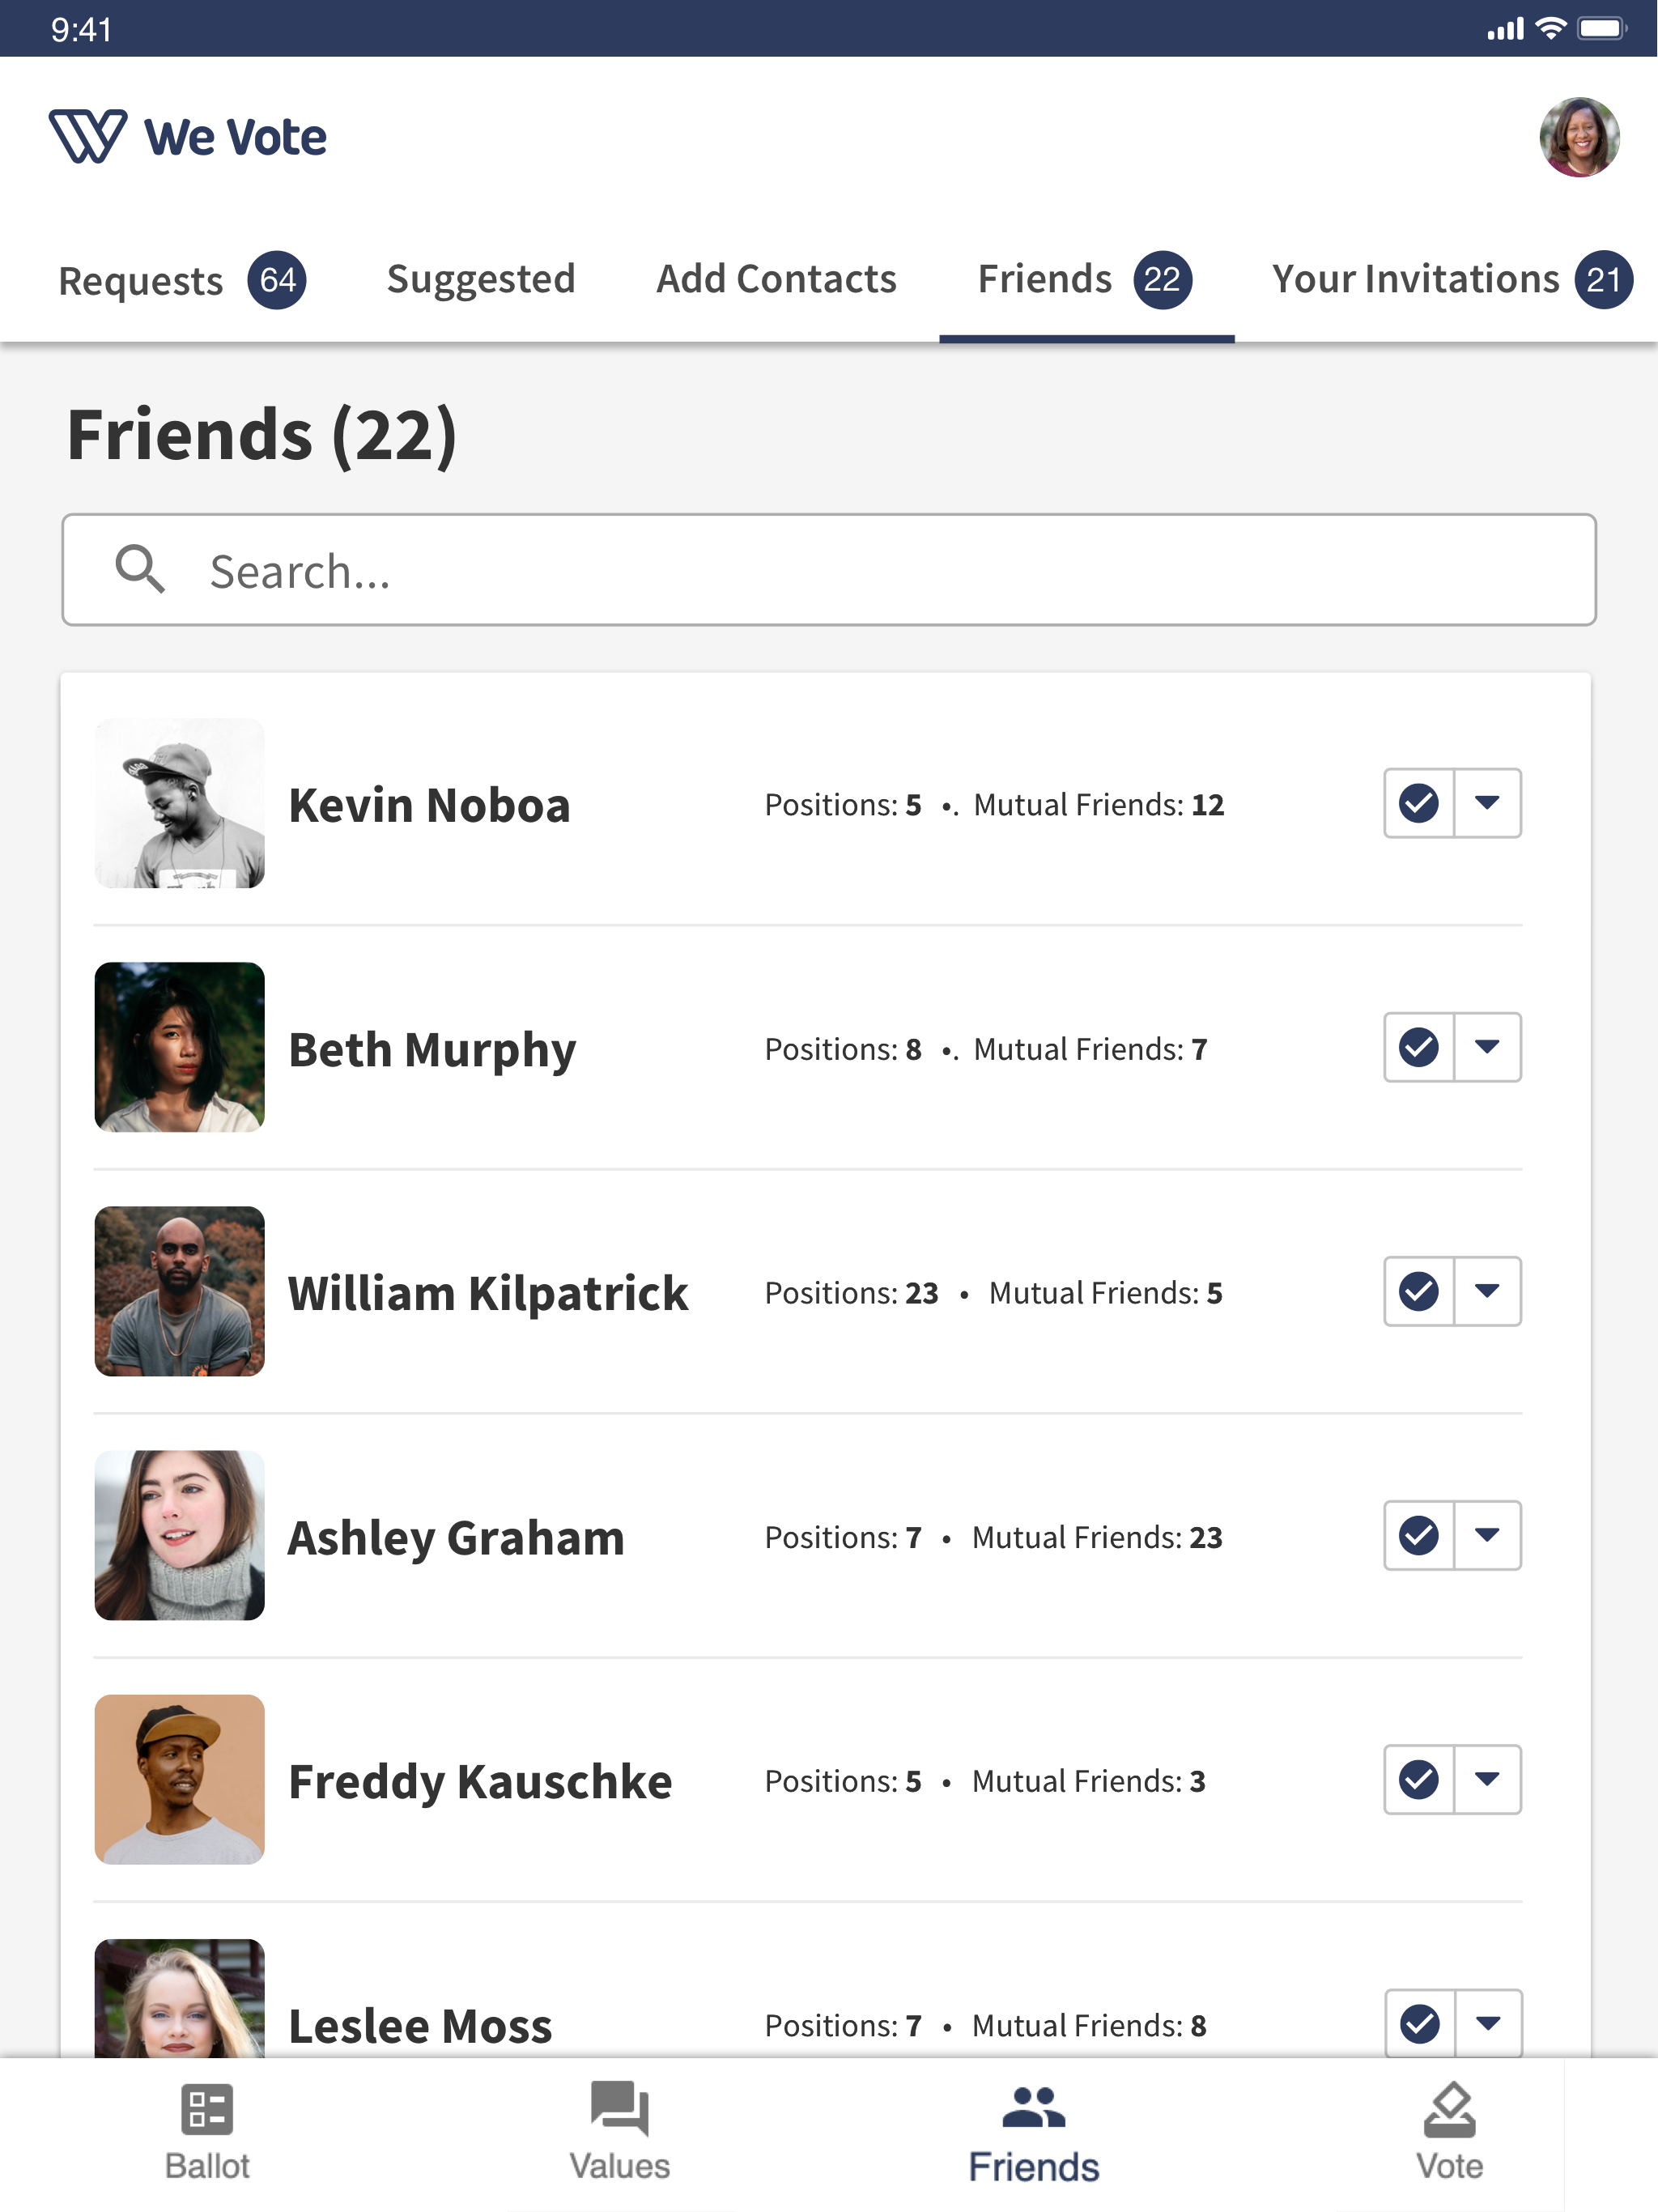 9:41
We Vote
Requests 64 Suggested Add Contacts Friends 22 Your Invitations 21
Friends (22)
Search...
Kevin Noboa Positions: 5 •. Mutual Friends: 12
Beth Murphy Positions: 8 •. Mutual Friends: 7
William Kilpatrick Positions: 23 • Mutual Friends: 5
Ashley Graham Positions: 7 • Mutual Friends: 23
Freddy Kauschke Positions: 5 • Mutual Friends: 3
Leslee Moss Positions: 7 • Mutual Friends: 8
Ballot Values Friends Vote